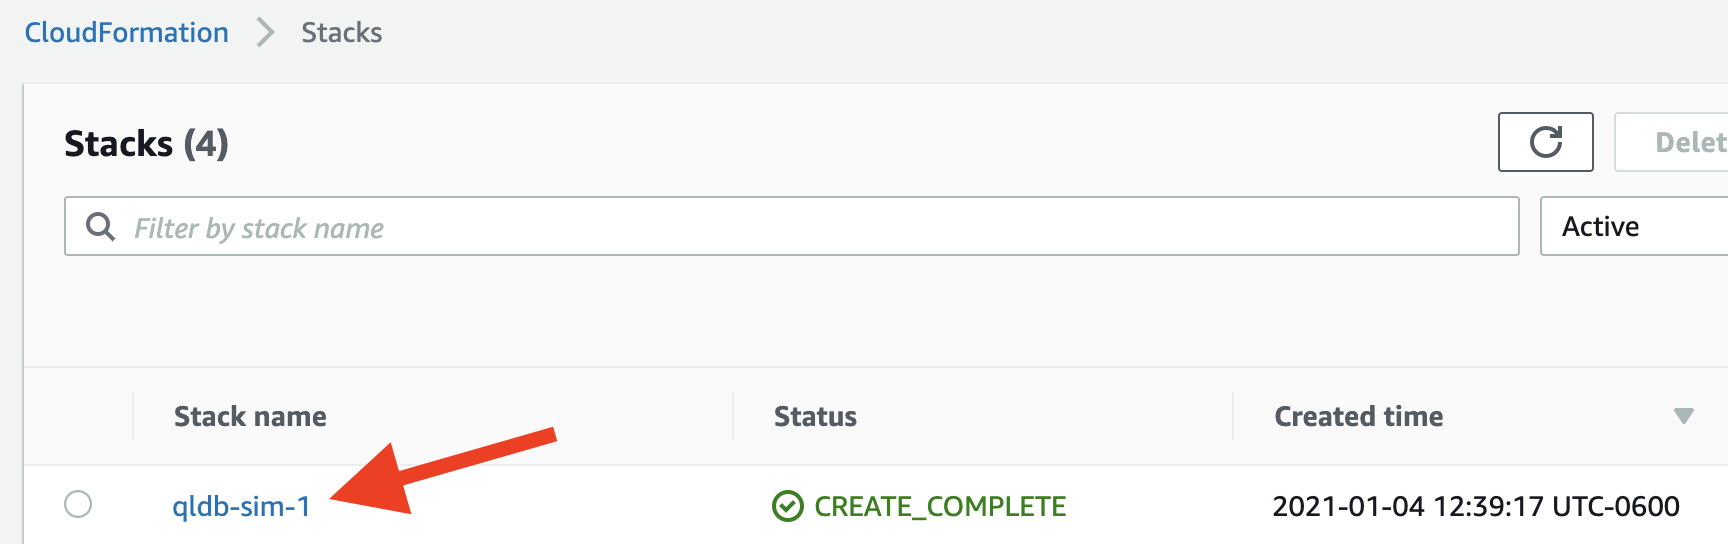 CloudFormation > Stacks
Stacks (4)
Delet
Filter by stack name
Active
Stack name Status Created time
qldb-sim-1 CREATE_COMPLETE 2021-01-04 12:39:17 UTC-0600